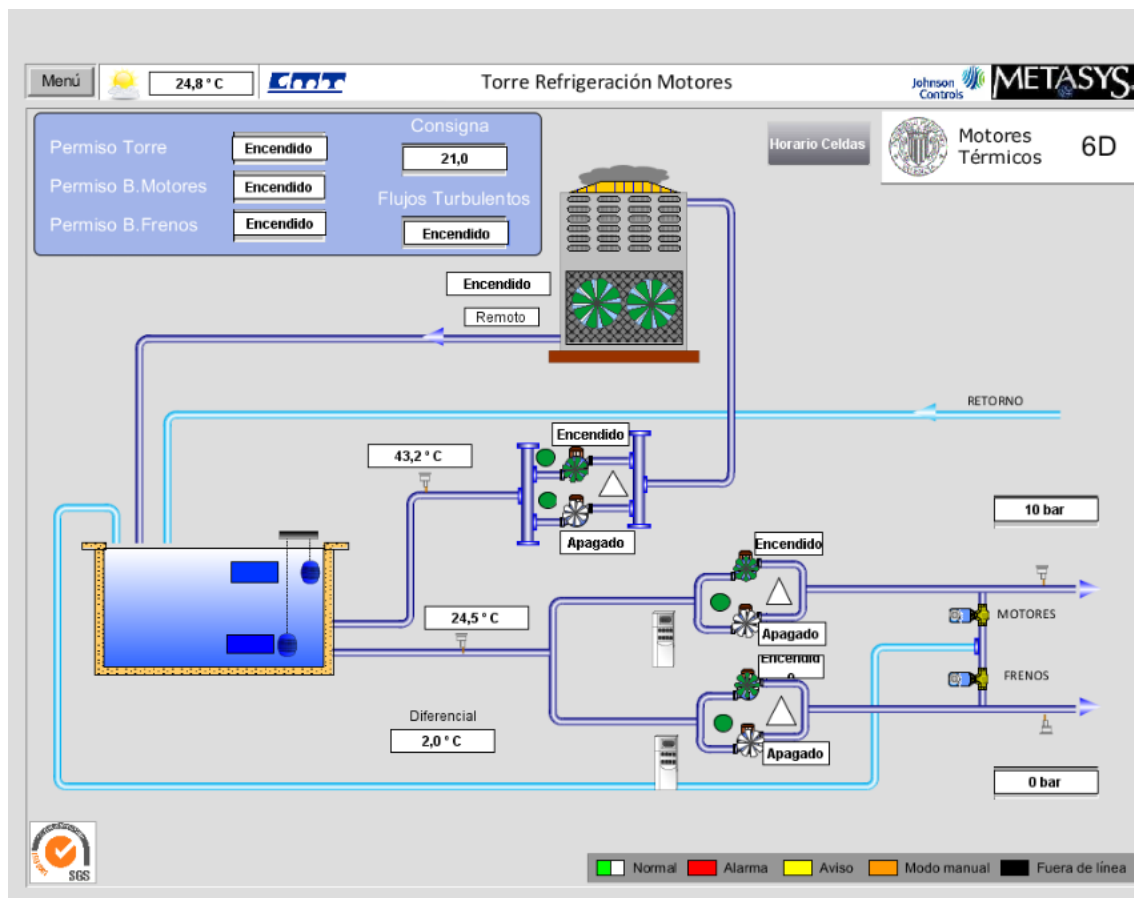 Menú
24,8 ° C
CMT
Torre Refrigeración Motores
Johnson Controls
METASYS
Permiso Torre
Encendido
Consigna
21,0
Permiso B.Motores
Encendido
Permiso B.Frenos
Encendido
Flujos Turbulentos
Encendido
Horario Celdas
Motores
Térmicos
6D
Encendido
Remoto
RETORNO
Encendido
43,2 ° C
Apagado
10 bar
Encendido
24,5 ° C
MOTORES
Apagado
Encendido
FRENOS
Diferencial
2,0 ° C
Apagado
0 bar
SGS
Normal
Alarma
Aviso
Modo manual
Fuera de línea